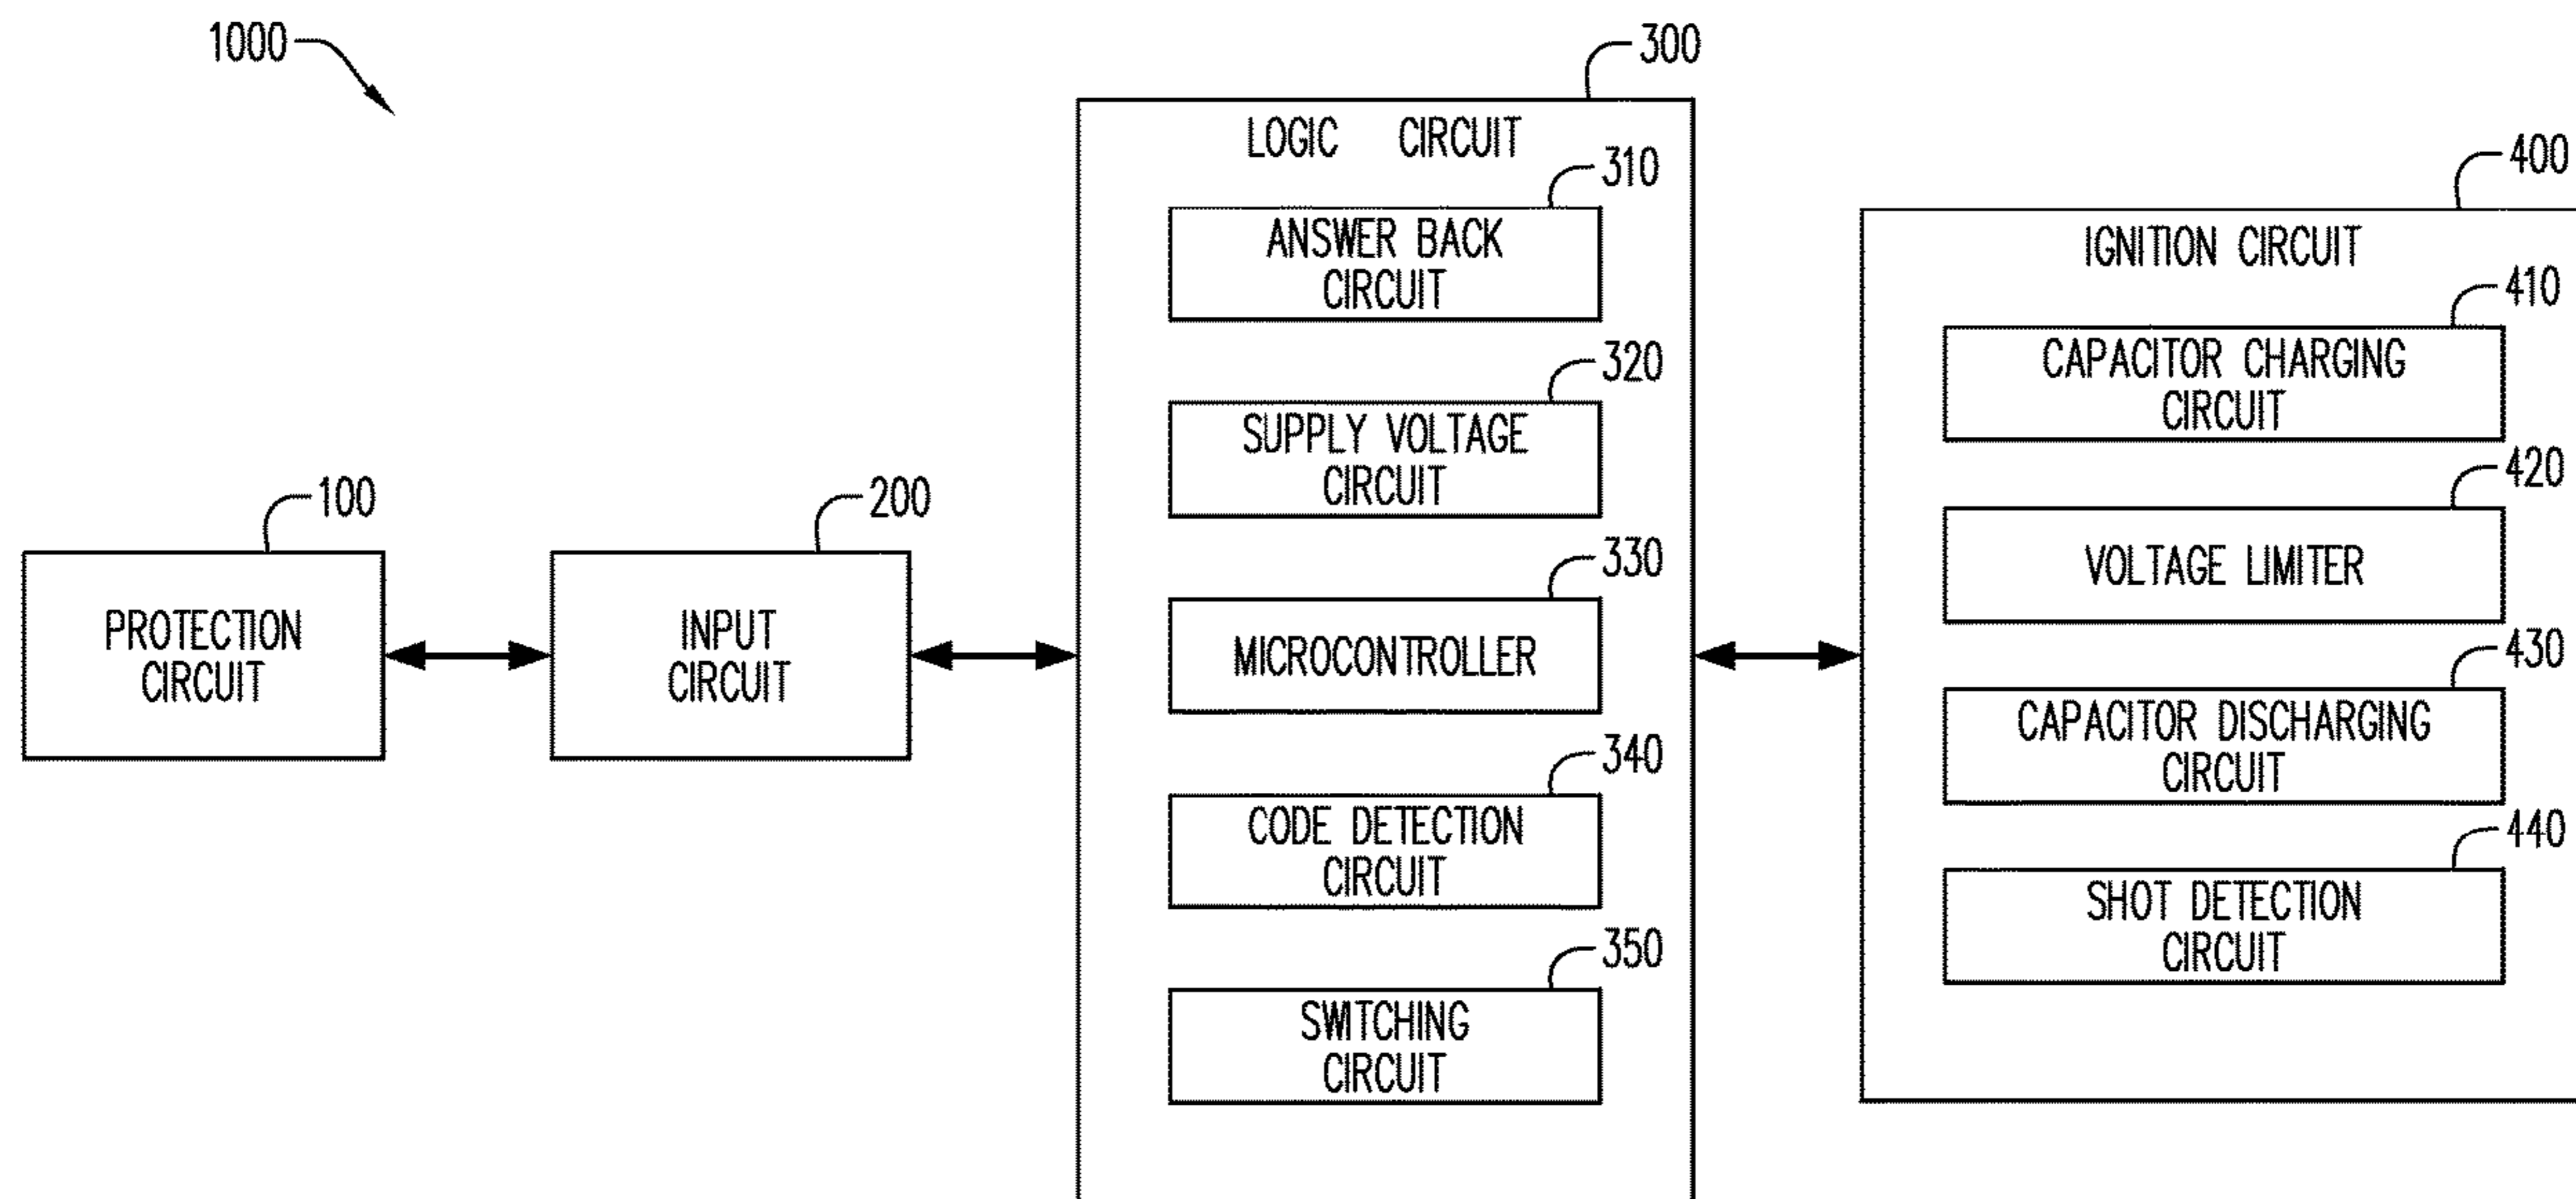 1000
100
PROTECTION
CIRCUIT
200
INPUT
CIRCUIT
300
LOGIC CIRCUIT
310
ANSWER BACK
CIRCUIT
320
SUPPLY VOLTAGE
CIRCUIT
330
MICROCONTROLLER
340
CODE DETECTION
CIRCUIT
350
SWITCHING
CIRCUIT
400
IGNITION CIRCUIT
410
CAPACITOR CHARGING
CIRCUIT
420
VOLTAGE LIMITER
430
CAPACITOR DISCHARGING
CIRCUIT
440
SHOT DETECTION
CIRCUIT